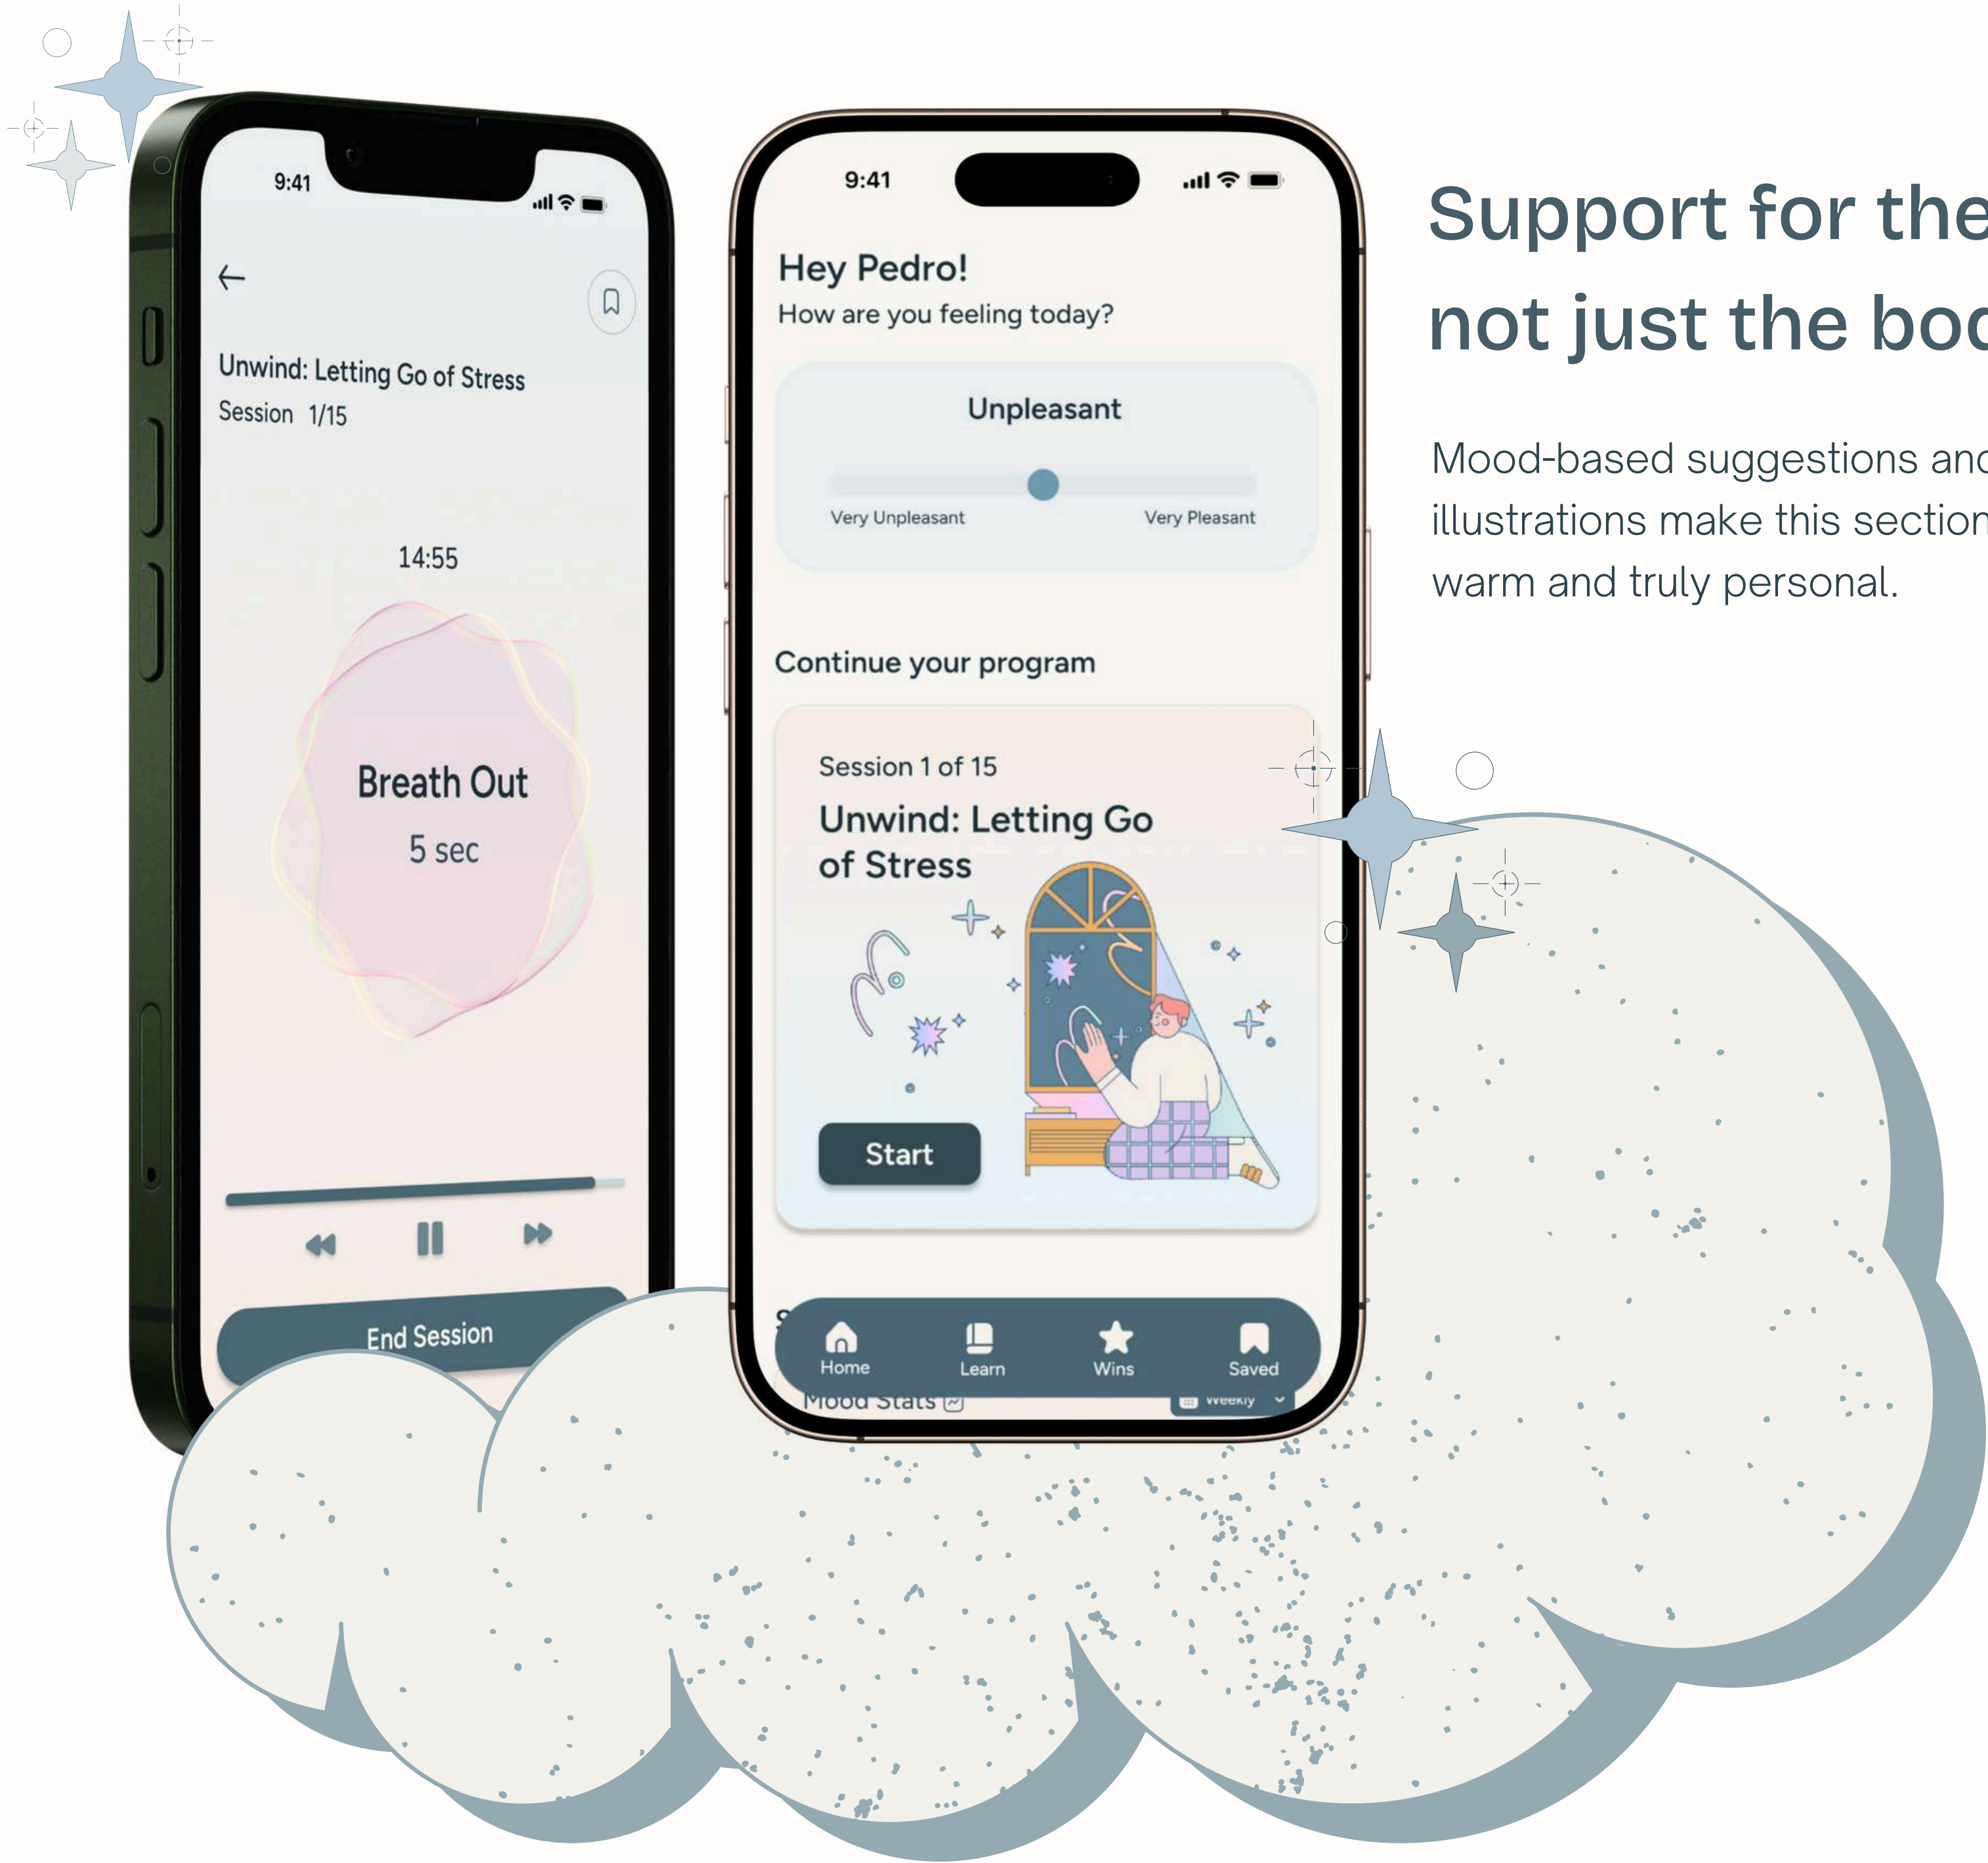 9:41
Unwind: Letting Go of Stress
Session 1/15
14:55
Breath Out
5 sec
End Session
9:41
Hey Pedro!
How are you feeling today?
Unpleasant
Very Unpleasant
Very Pleasant
Continue your program
Session 1 of 15
Unwind: Letting Go
of Stress
Start
Home
Learn
Wins
Saved
Mood Stats
Weekly
Support for the
not just the
Mood-based suggestions and
illustrations make this section
warm and truly personal.